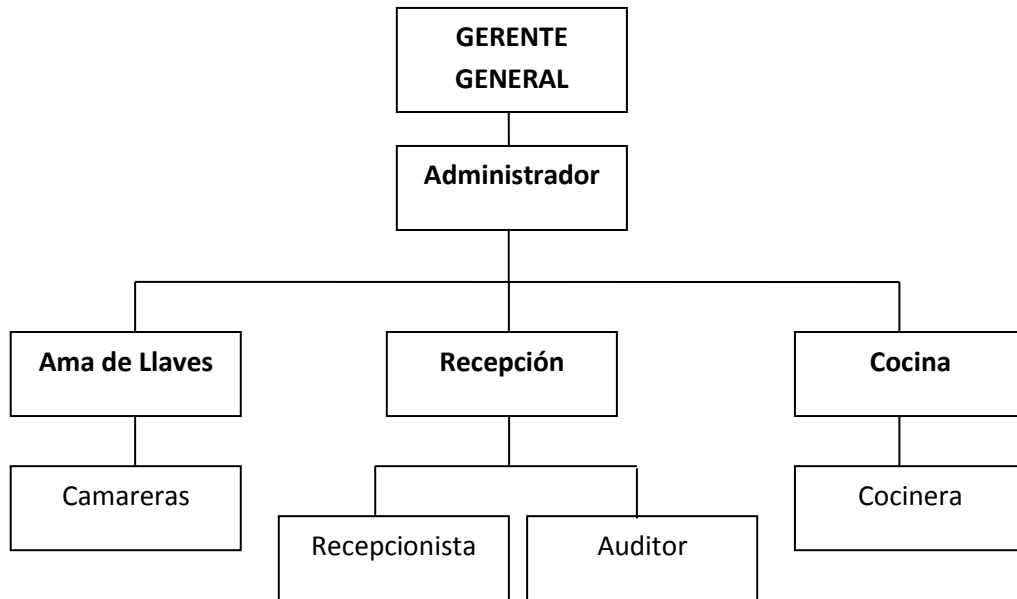 GERENTE
GENERAL
Administrador
Ama de Llaves
Recepción
Cocina
Camareras
Cocinera
Recepcionista
Auditor